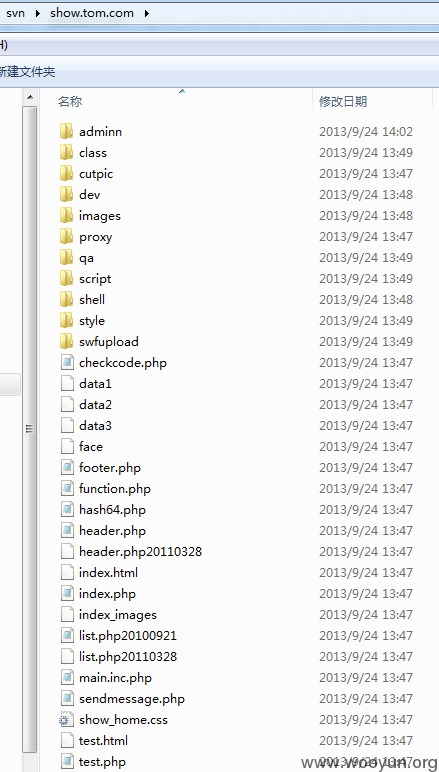 svn ▸ show.tom.com ▸
H)
新建文件夹
名称 修改日期
adminn 2013/9/24 14:02
class 2013/9/24 13:49
cutpic 2013/9/24 13:47
dev 2013/9/24 13:48
images 2013/9/24 13:48
proxy 2013/9/24 13:47
qa 2013/9/24 13:49
script 2013/9/24 13:49
shell 2013/9/24 13:48
style 2013/9/24 13:49
swfupload 2013/9/24 13:49
checkcode.php 2013/9/24 13:47
data1 2013/9/24 13:47
data2 2013/9/24 13:47
data3 2013/9/24 13:47
face 2013/9/24 13:47
footer.php 2013/9/24 13:47
function.php 2013/9/24 13:47
hash64.php 2013/9/24 13:47
header.php 2013/9/24 13:47
header.php20110328 2013/9/24 13:47
index.html 2013/9/24 13:47
index.php 2013/9/24 13:47
index_images 2013/9/24 13:47
list.php20100921 2013/9/24 13:47
list.php20110328 2013/9/24 13:47
main.inc.php 2013/9/24 13:47
sendmessage.php 2013/9/24 13:47
show_home.css 2013/9/24 13:47
test.html 2013/9/24 13:47
test.php 2013/9/24 13:47
www.wooyun.org